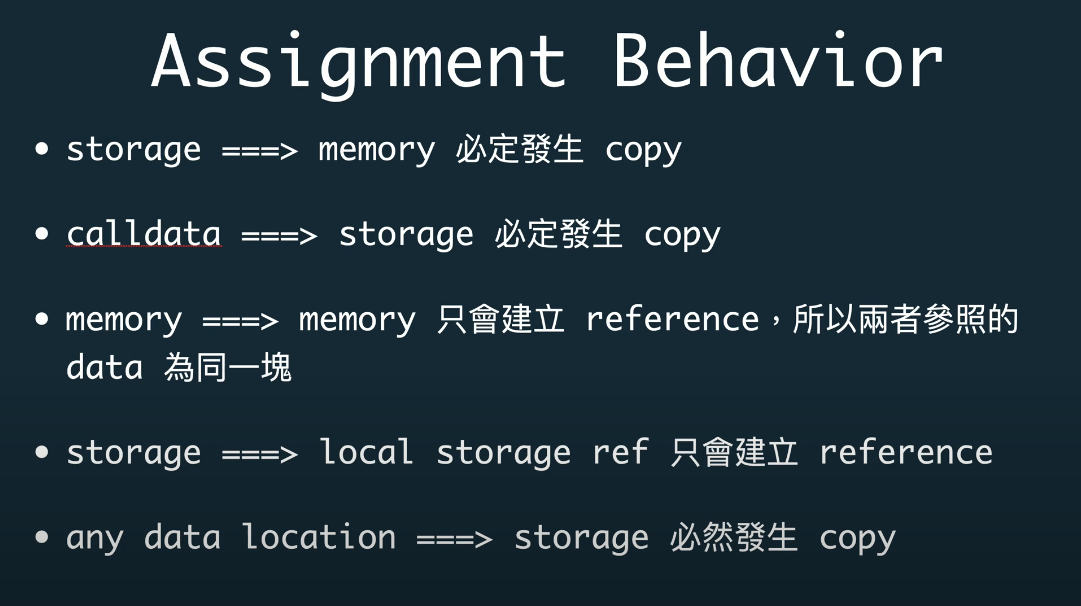 Assignment Behavior
• storage ===> memory 必定發生 copy
• calldata ===> storage 必定發生 copy
• memory ===> memory 只會建立 reference，所以兩者參照的
data 為同一塊
• storage ===> local storage ref 只會建立 reference
• any data location ===> storage 必然發生 copy